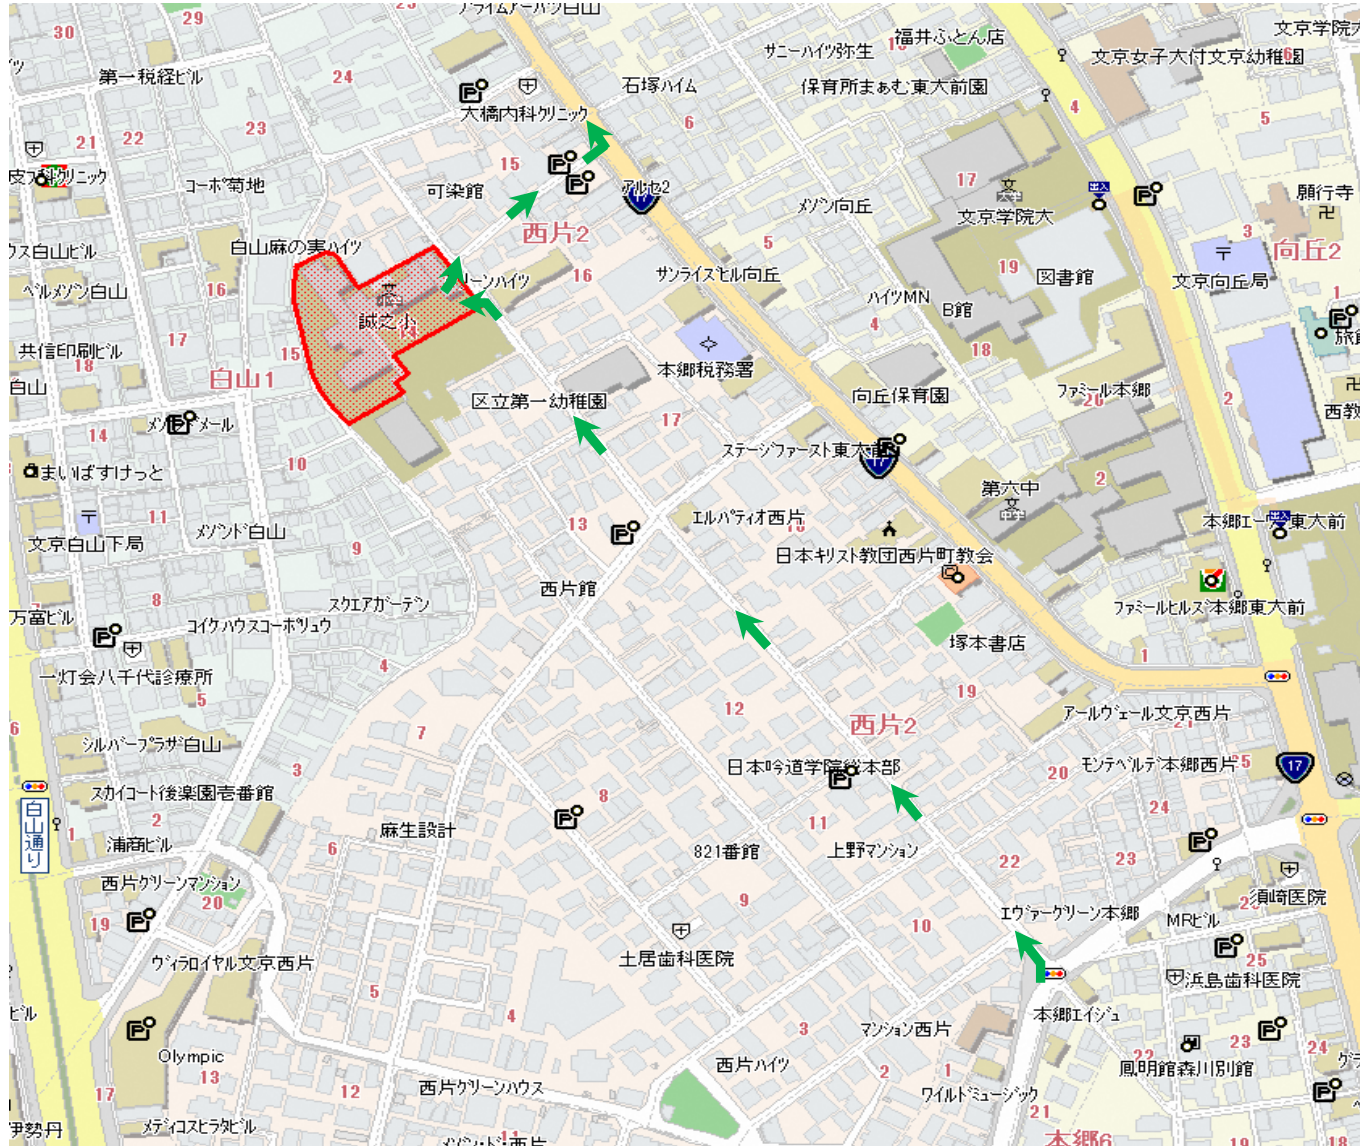 プライムアーバン白山
29
30
24
第一税経ビル
大橋内科クリニック
石塚ハイム
サニーハイツ弥生
福井ふとん店
保育所まぁむ東大前園
文京女子大付文京幼稚園
文京学院大
6
4
5
21
22
23
15
6
17
コーポ菊地
可染館
アルセ2
17
メゾン向丘
文京学院大
出入
願行寺
西片2
白山麻の実ハイツ
16
5
サンライズヒル向丘
19
図書館
3
向丘2
文京向丘局
ベルメゾン白山
16
誠之小
ハイツMN
B館
1
共信印刷ビル
18
17
15
白山1
4
18
本郷税務署
白山
区立第一幼稚園
17
向丘保育園
ファミール本郷
20
2
14
10
ステージファースト東大前
17
第六中
中学
2
まいばすけっと
11
メゾンド白山
文京白山下局
9
13
エルパティオ西片
日本キリスト教団西片町教会
出入
8
西片館
スクエアガーデン
ファミールヒルズ本郷東大前
万富ビル
コイケハウスコーポリュウ
塚本書店
1
一灯会八千代診療所
4
5
19
6
7
12
西片2
アールヴェール文京西片
21
シルバープラザ白山
3
日本吟道学院総本部
20
モンテベルデ本郷西片
25
17
スカイコート後楽園壱番館
2
8
24
白山通り
1
麻生設計
11
浦商ビル
6
821番館
上野マンション
22
23
西片グリーンマンション
20
9
エヴァーグリーン本郷
須崎医院
19
10
MRビル
ヴィラロイヤル文京西片
土居歯科医院
25
浜島歯科医院
5
4
本郷エイジュ
3
マンション西片
23
Olympic
西片ハイツ
22
24
鳳明館森川別館
13
17
12
西片グリーンハウス
2
1
ワイルドミュージック
21
メディコスヒラタビル
伊勢丹
11
メゾン・ド・西片
本郷6
19
18